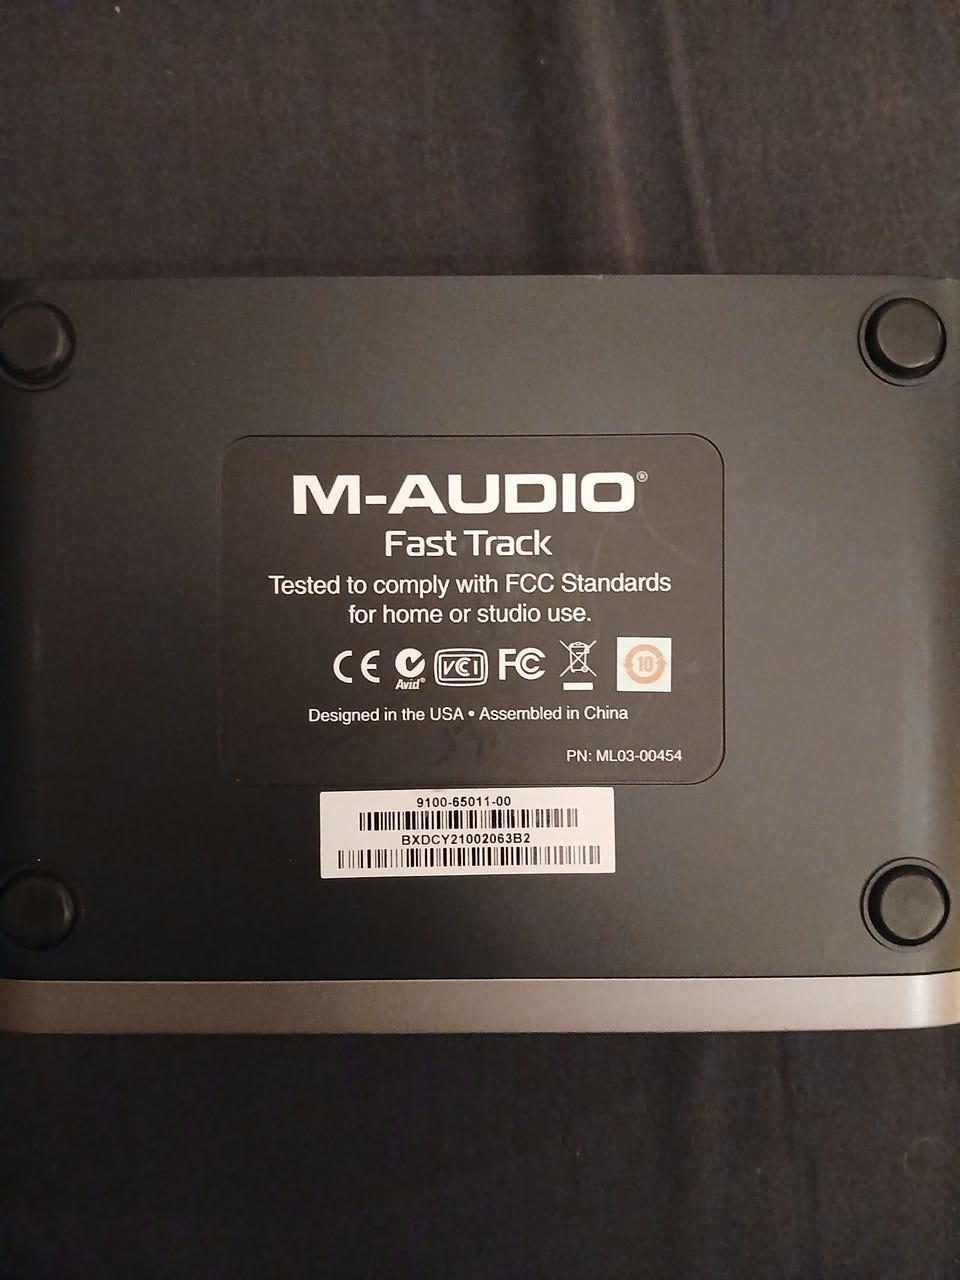 M-AUDIO®
Fast Track
Tested to comply with FCC Standards
for home or studio use.
CE Avid® VCI FC 10
Designed in the USA • Assembled in China
PN: ML03-00454
9100-65011-00
BXDCY21002063B2